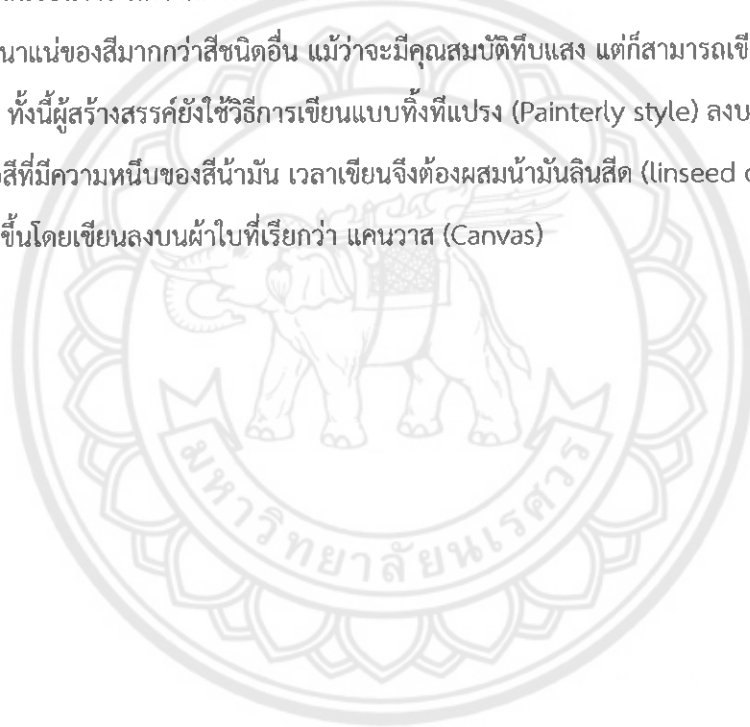 นาแน่ของสีมากกว่าสีชนิดอื่น แม้ว่าจะมีคุณสมบัติทึบแสง แต่ก็สามารถเขี
ทั้งนี้ผู้สร้างสรรค์ยังใช้วิธีการเขียนแบบทิ้งทีแปรง (Painterly style) ลงบ
สีที่มีความหนืบของสีน้ำมัน เวลาเขียนจึงต้องผสมน้ำมันลินสีด (linseed
ขึ้นโดยเขียนลงบนผ้าใบที่เรียกว่า แคนวาส (Canvas)
มหาวิทยาลัยนเรศวร